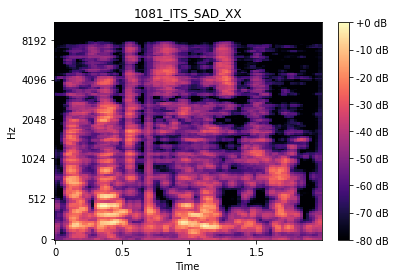 1081_ITS_SAD_XX
Hz
8192
4096
2048
1024
512
0
0
0.5
1
1.5
Time
+0 dB
-10 dB
-20 dB
-30 dB
-40 dB
-50 dB
-60 dB
-70 dB
-80 dB